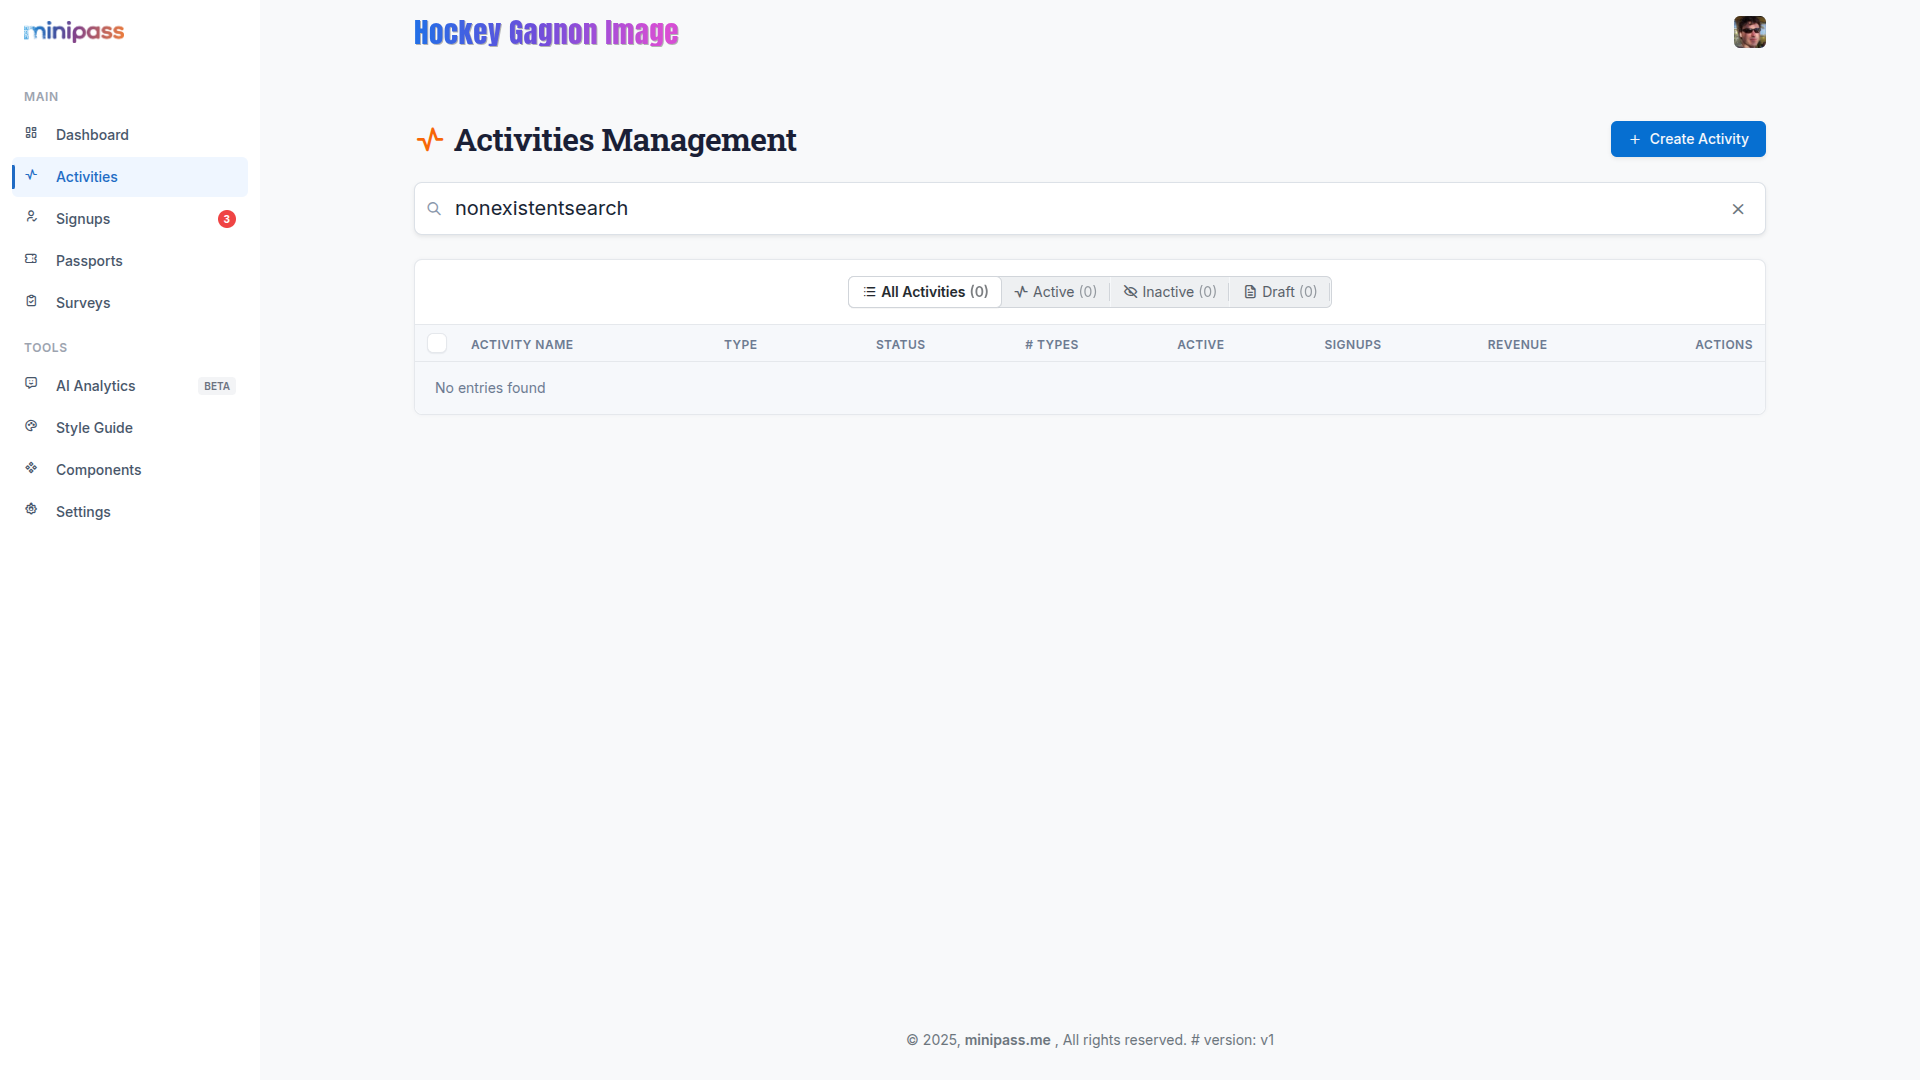 minipass
Hockey Gagnon Image
MAIN
Dashboard
Activities
Signups 3
Passports
Surveys
TOOLS
AI Analytics BETA
Style Guide
Components
Settings
Activities Management
Create Activity
nonexistentsearch
All Activities (0) Active (0) Inactive (0) Draft (0)
ACTIVITY NAME TYPE STATUS # TYPES ACTIVE SIGNUPS REVENUE ACTIONS
No entries found
© 2025, minipass.me , All rights reserved. # version: v1